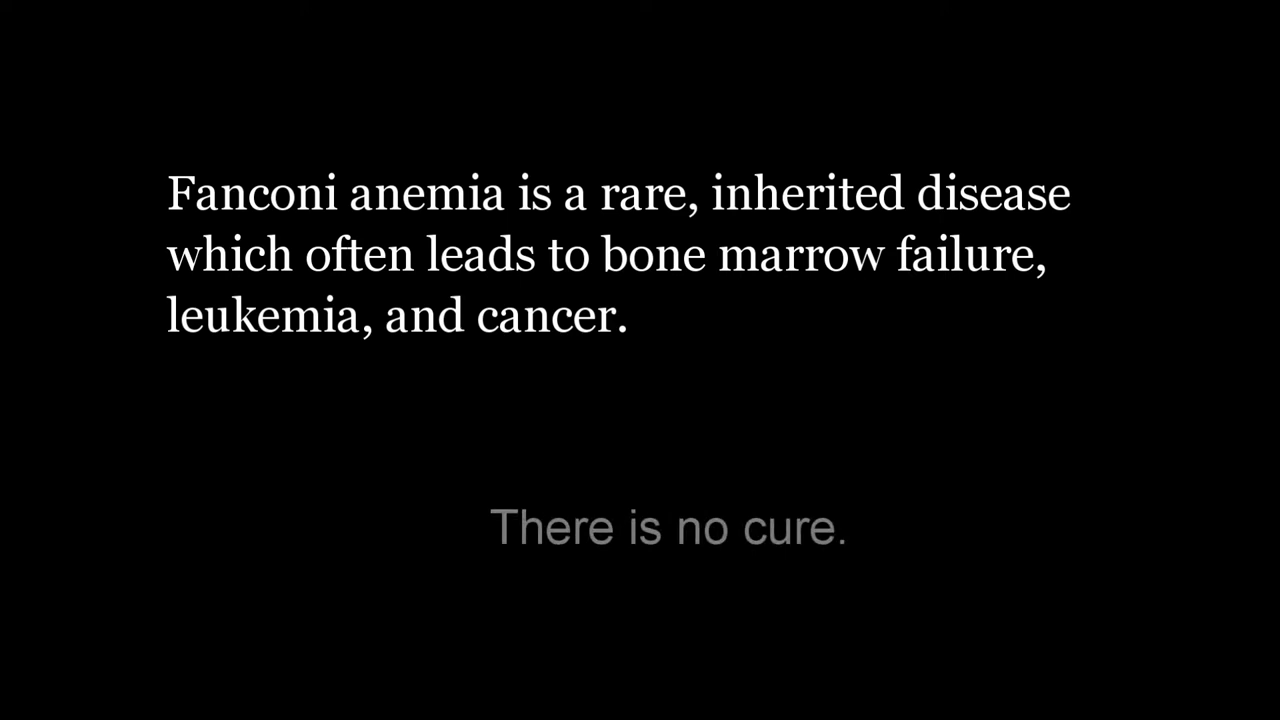 Fanconi anemia is a rare, inherited disease
which often leads to bone marrow failure,
leukemia, and cancer.
There is no cure.